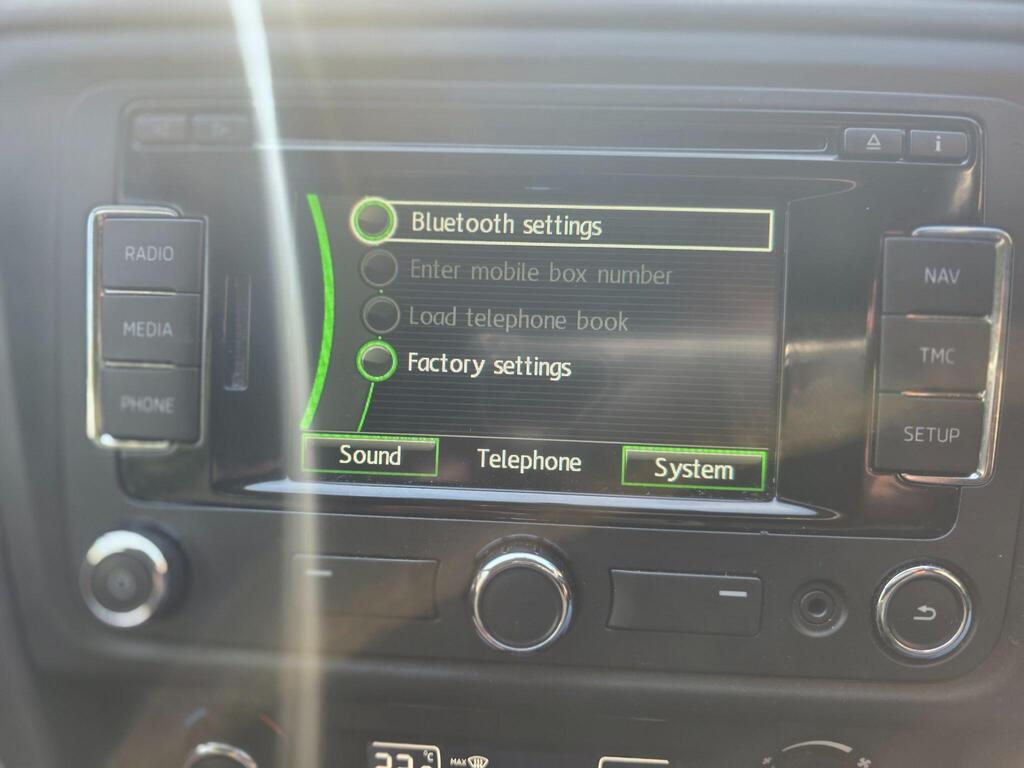 i
RADIO
MEDIA
PHONE
Bluetooth settings
Enter mobile box number
Load telephone book
Factory settings
Sound
Telephone
System
NAV
TMC
SETUP
°C
MAX